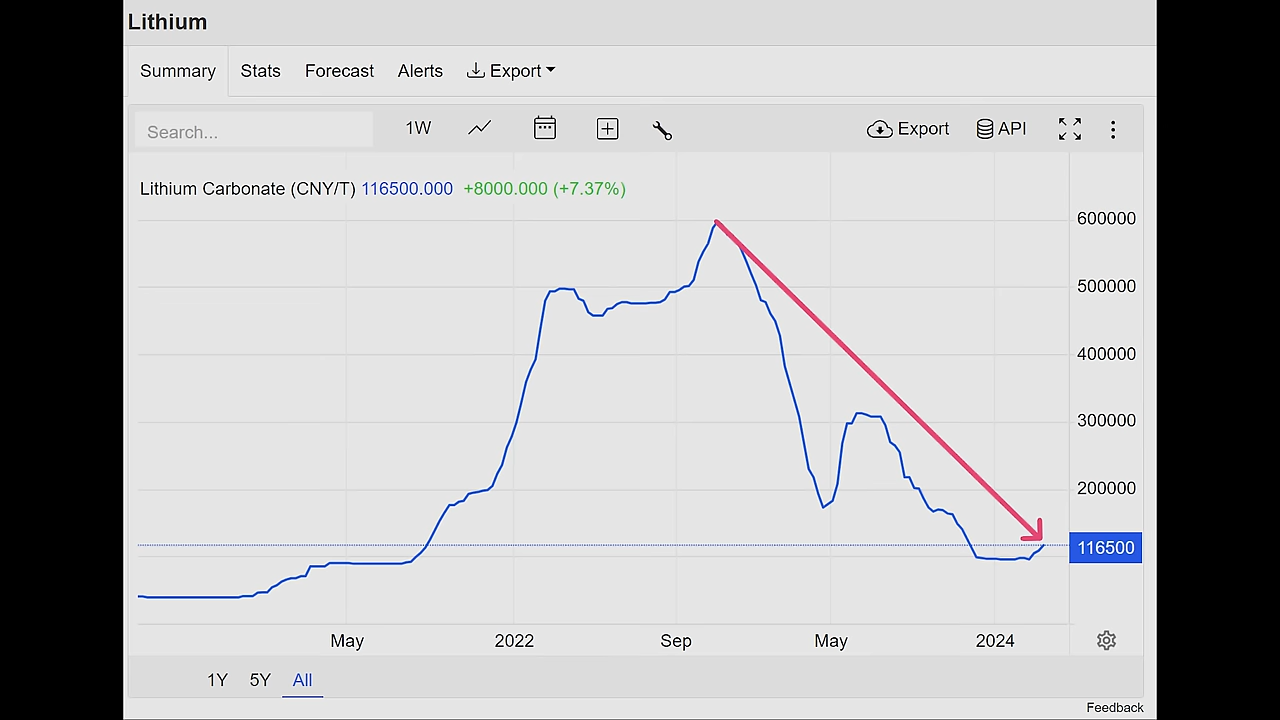 Lithium
Summary Stats Forecast Alerts Export
Search... 1W Export API
Lithium Carbonate (CNY/T) 116500.000 +8000.000 (+7.37%)
600000
500000
400000
300000
200000
116500
May 2022 Sep May 2024
1Y 5Y All
Feedback